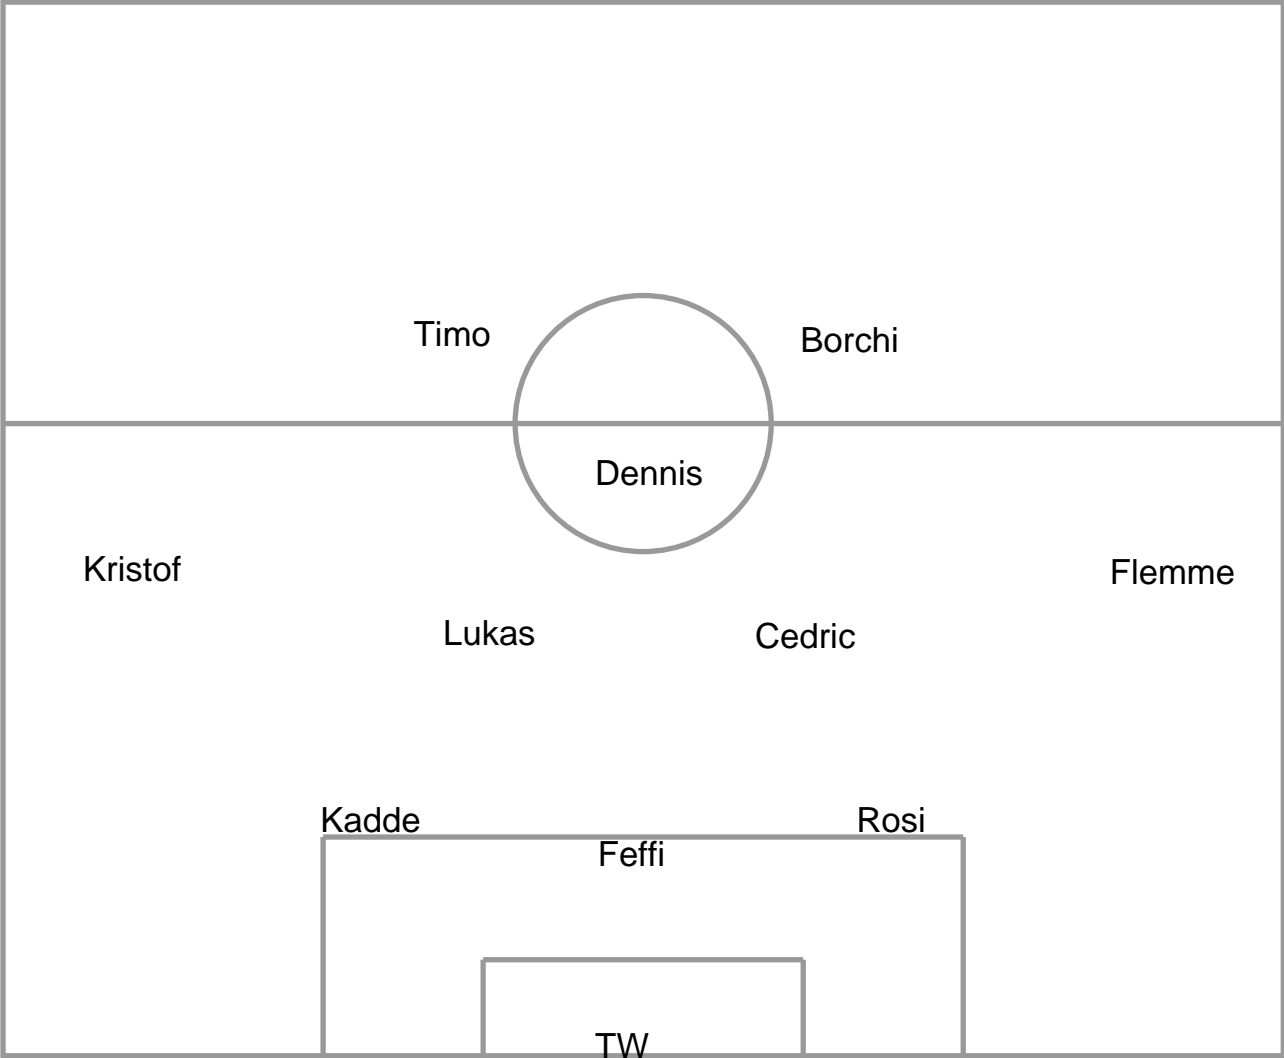 Timo
Borchi
Dennis
Kristof
Flemme
Lukas
Cedric
Kadde
Rosi
Feffi
TW